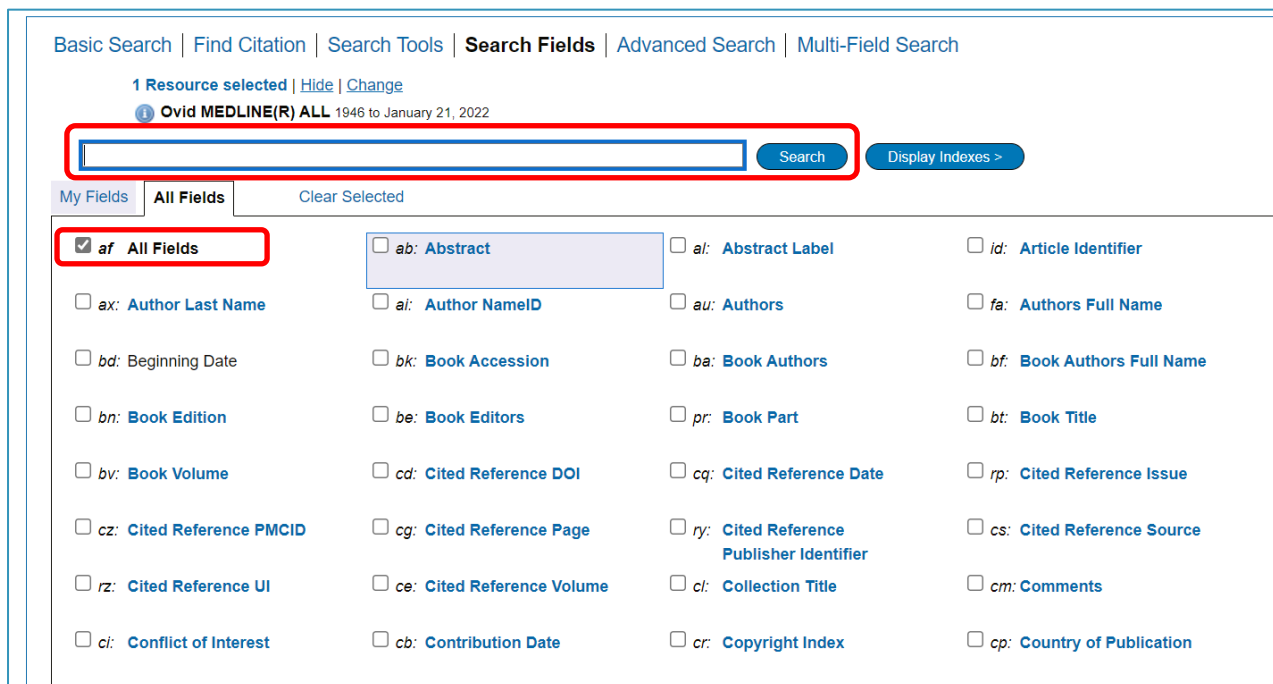 Basic Search | Find Citation | Search Tools | Search Fields | Advanced Search | Multi-Field Search
1 Resource selected | Hide | Change
Ovid MEDLINE(R) ALL 1946 to January 21, 2022
Search Display Indexes >
My Fields All Fields Clear Selected
af All Fields ab: Abstract al: Abstract Label id: Article Identifier
ax: Author Last Name ai: Author NameID au: Authors fa: Authors Full Name
bd: Beginning Date bk: Book Accession ba: Book Authors bf: Book Authors Full Name
bn: Book Edition be: Book Editors pr: Book Part bt: Book Title
bv: Book Volume cd: Cited Reference DOI cq: Cited Reference Date rp: Cited Reference Issue
cz: Cited Reference PMCID cg: Cited Reference Page ry: Cited Reference cs: Cited Reference Source
Publisher Identifier
rz: Cited Reference UI ce: Cited Reference Volume cl: Collection Title cm: Comments
ci: Conflict of Interest cb: Contribution Date cr: Copyright Index cp: Country of Publication